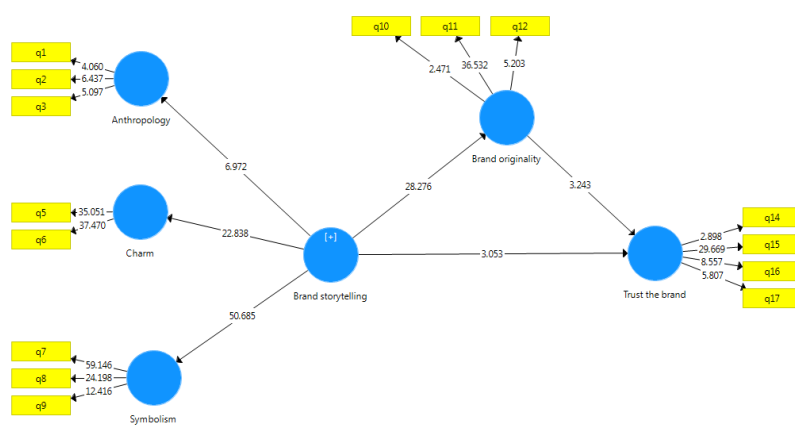 q10
q11
q12
q1
q2
q3
4.060
6.437
5.097
2.471
36.532
5.203
Anthropology
Brand originality
6.972
28.276
3.243
q5
q6
35.051
37.470
Charm
22.838
[+]
Brand storytelling
3.053
q14
q15
q16
q17
2.898
29.669
8.557
5.807
Trust the brand
50.685
q7
q8
q9
59.146
24.198
12.416
Symbolism